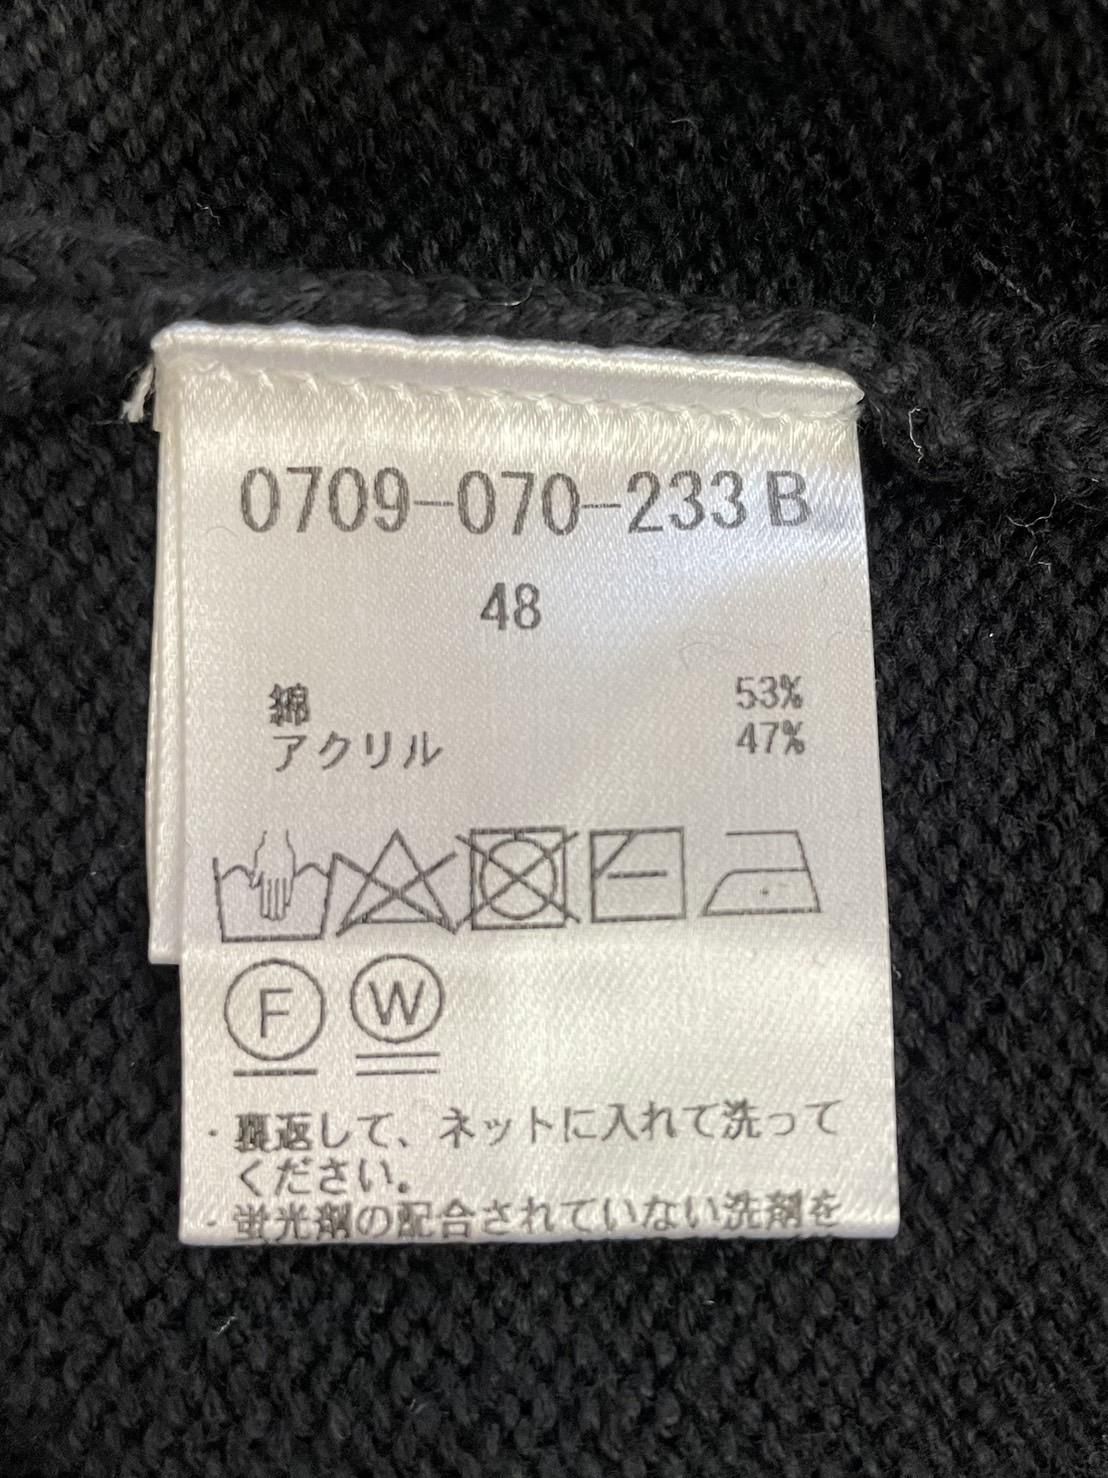 0709-070-233 B
48
綿 53%
アクリル 47%
F W
・裏返して、ネットに入れて洗って
ください。
・蛍光剤の配合されていない洗剤を